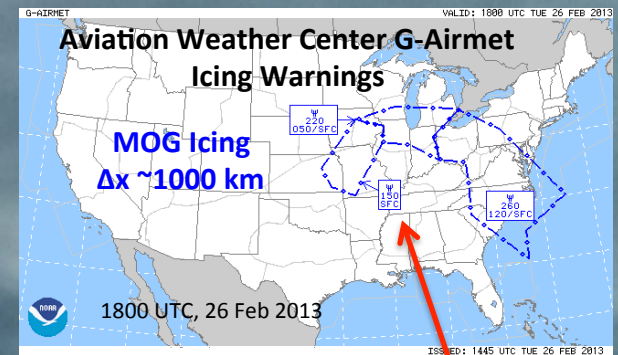 G-AIRMET
VALID: 1800 UTC TUE 26 FEB 2013
Aviation Weather Center G-Airmet
Icing Warnings
MOG Icing
Δx ~1000 km
220
050/SFC
150
SFC
260
120/SFC
NOAA
1800 UTC, 26 Feb 2013
ISSUED: 1445 UTC TUE 26 FEB 2013